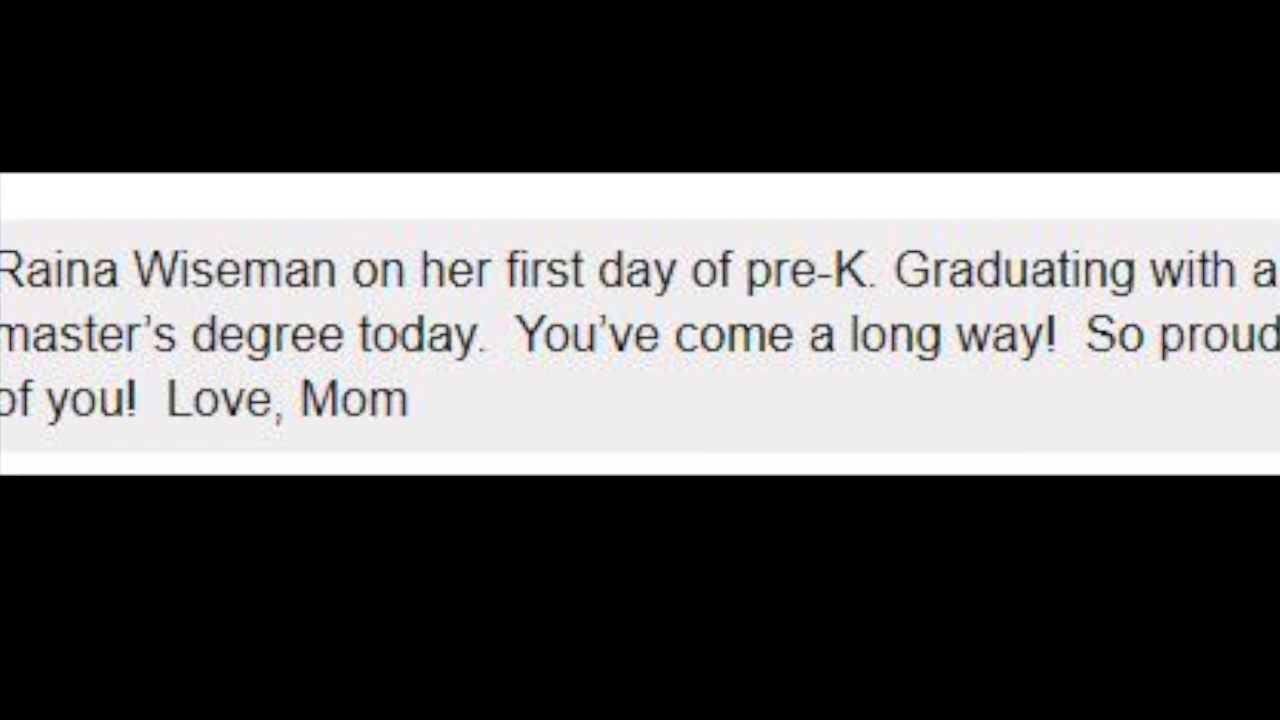 Raina Wiseman on her first day of pre-K. Graduating with a
master’s degree today.  You’ve come a long way!  So proud
of you!  Love, Mom